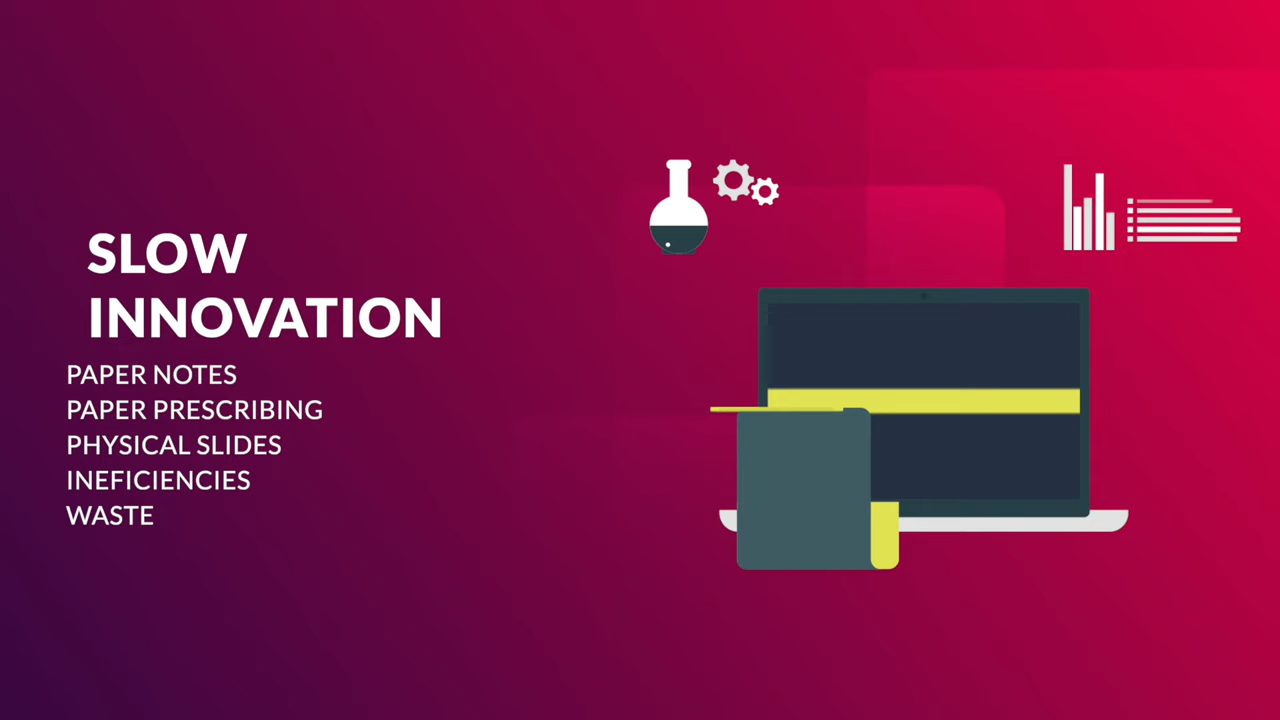 SLOW
INNOVATION
PAPER NOTES
PAPER PRESCRIBING
PHYSICAL SLIDES
INEFICIENCIES
WASTE